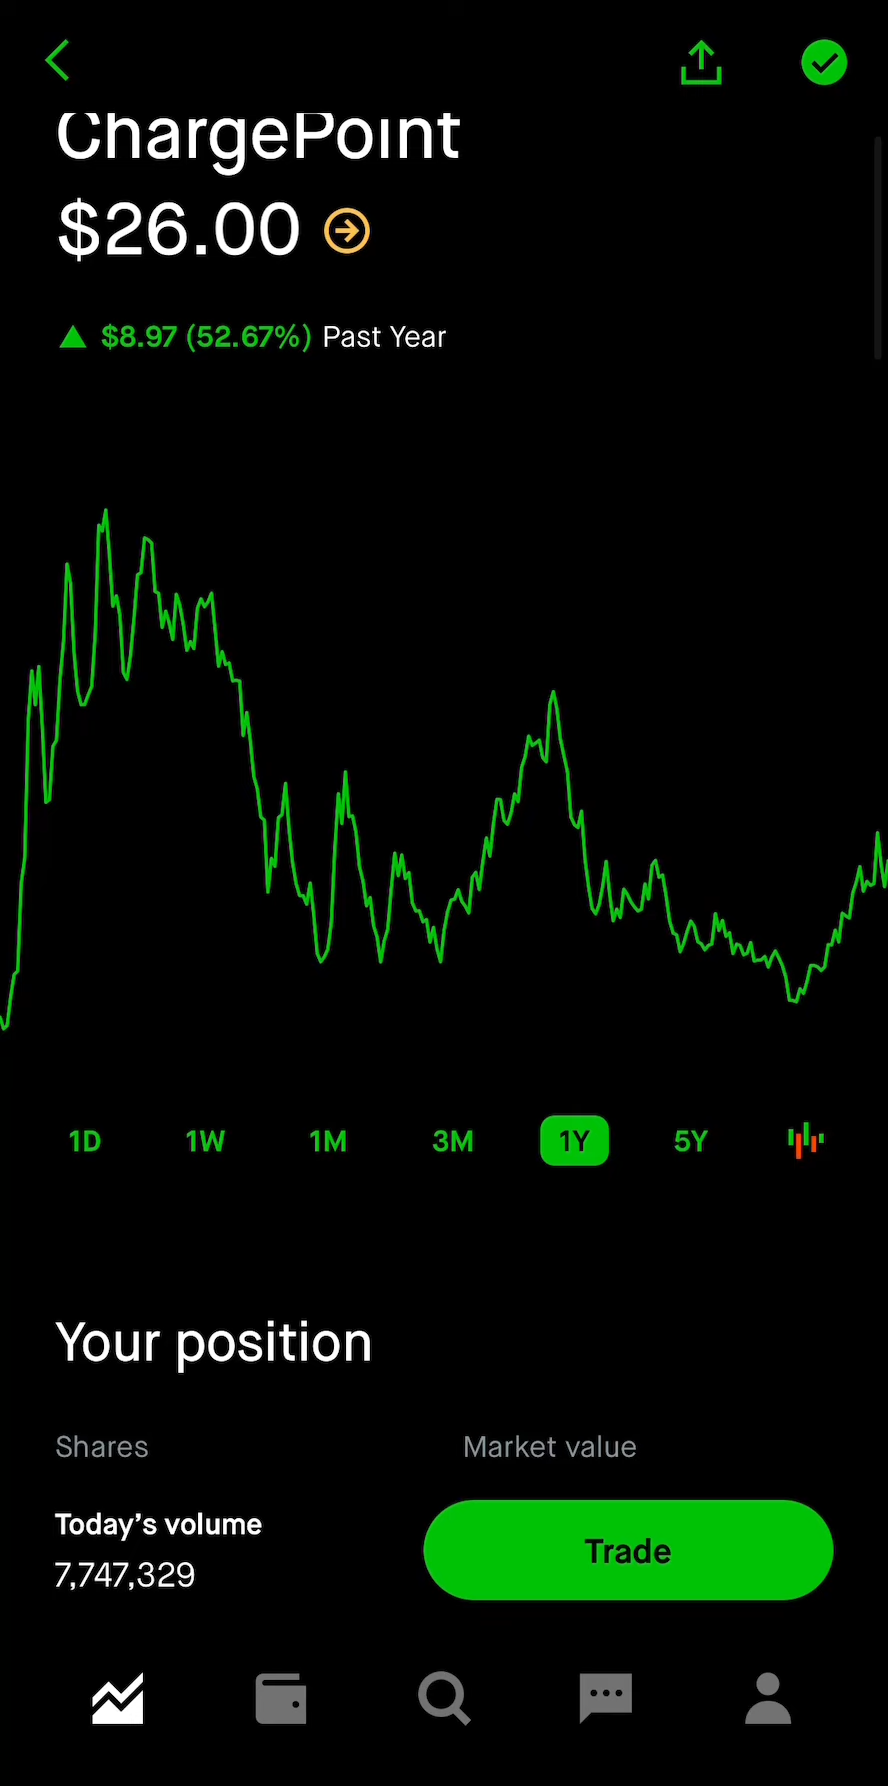 ChargePoint
$26.00
$8.97 (52.67%) Past Year
1D 1W 1M 3M 1Y 5Y
Your position
Shares Market value
Today's volume
7,747,329
Trade